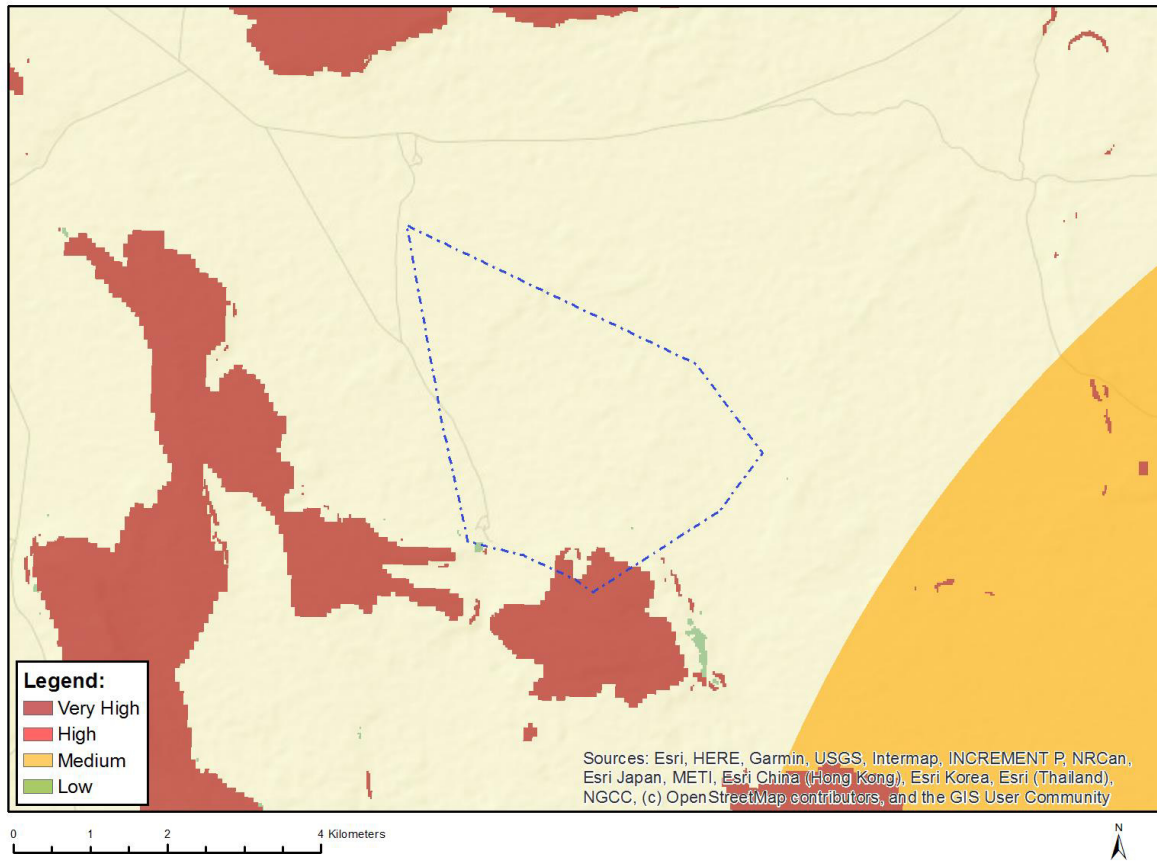 Legend:
Very High
High
Medium
Low
Sources: Esri, HERE, Garmin, USGS, Intermap, INCREMENT P, NRCan,
Esri Japan, METI, Esri China (Hong Kong), Esri Korea, Esri (Thailand),
NGCC, (c) OpenStreetMap contributors, and the GIS User Community
0 1 2 4 Kilometers
N